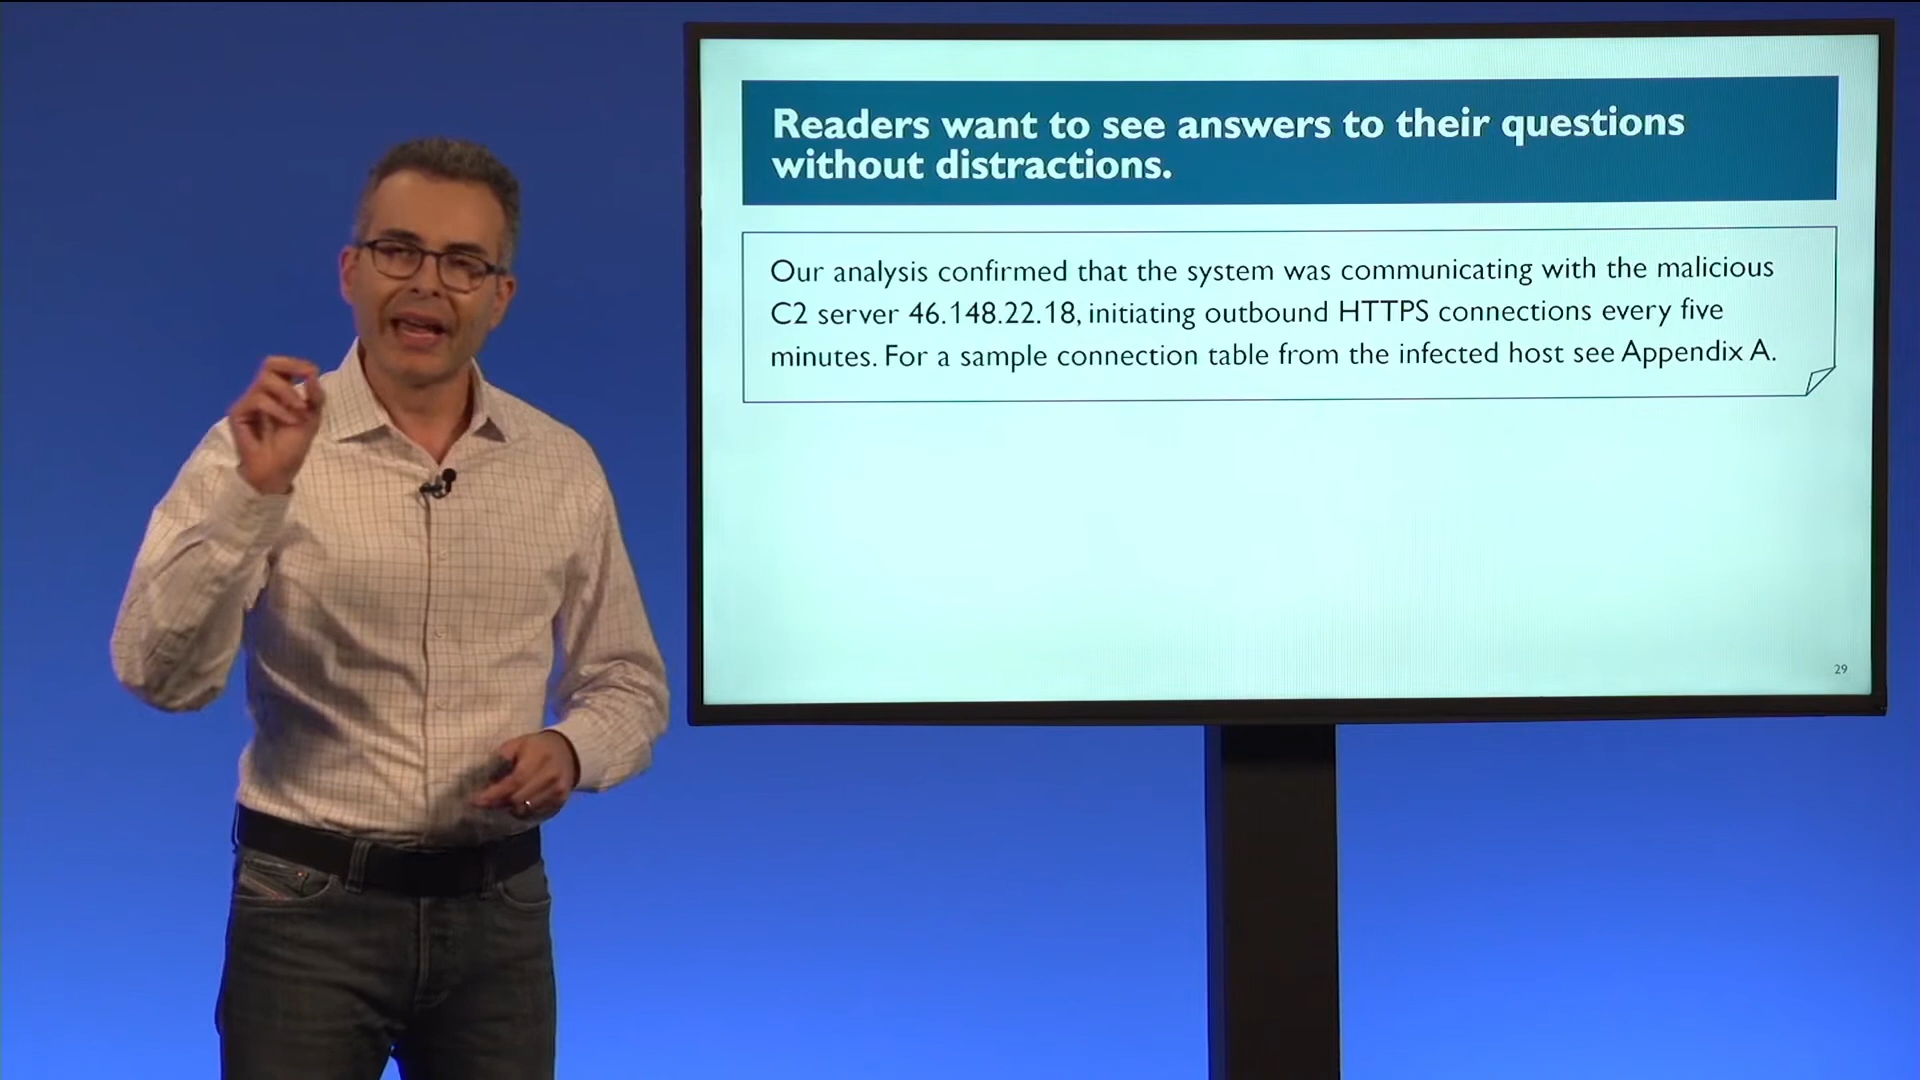 Readers want to see answers to their questions
without distractions.
Our analysis confirmed that the system was communicating with the malicious
C2 server 46.148.22.18, initiating outbound HTTPS connections every five
minutes. For a sample connection table from the infected host see Appendix A.
29